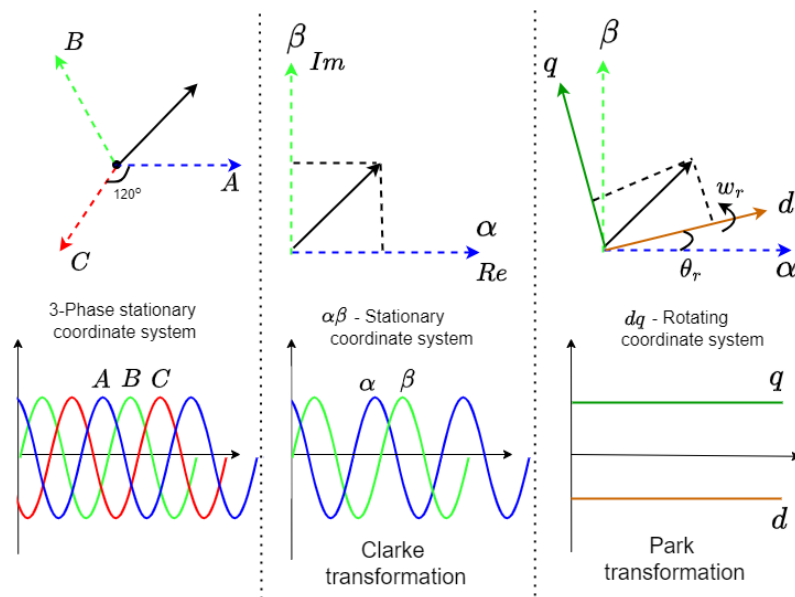 B
A
C
120°
3-Phase stationary
coordinate system
A B C
β
Im
α
Re
αβ - Stationary
coordinate system
α β
Clarke
transformation
β
q
w_r
d
θ_r
α
dq - Rotating
coordinate system
q
d
Park
transformation